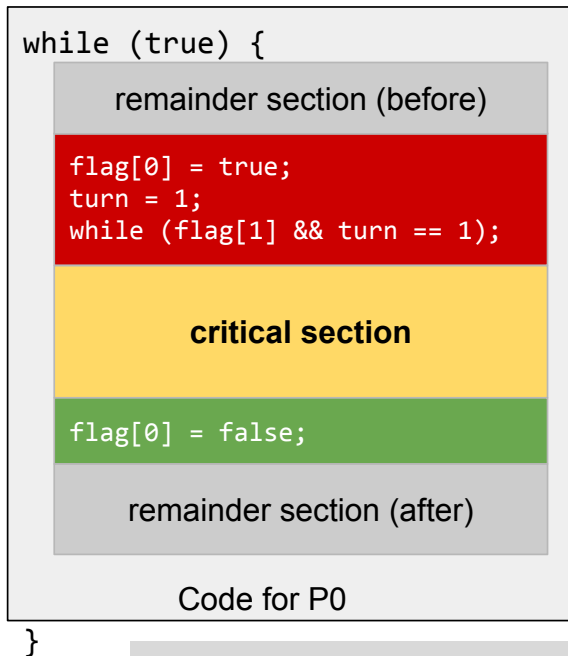 while (true) {
remainder section (before)
flag[0] = true;
turn = 1;
while (flag[1] && turn == 1);
critical section
flag[0] = false;
remainder section (after)
Code for P0
}